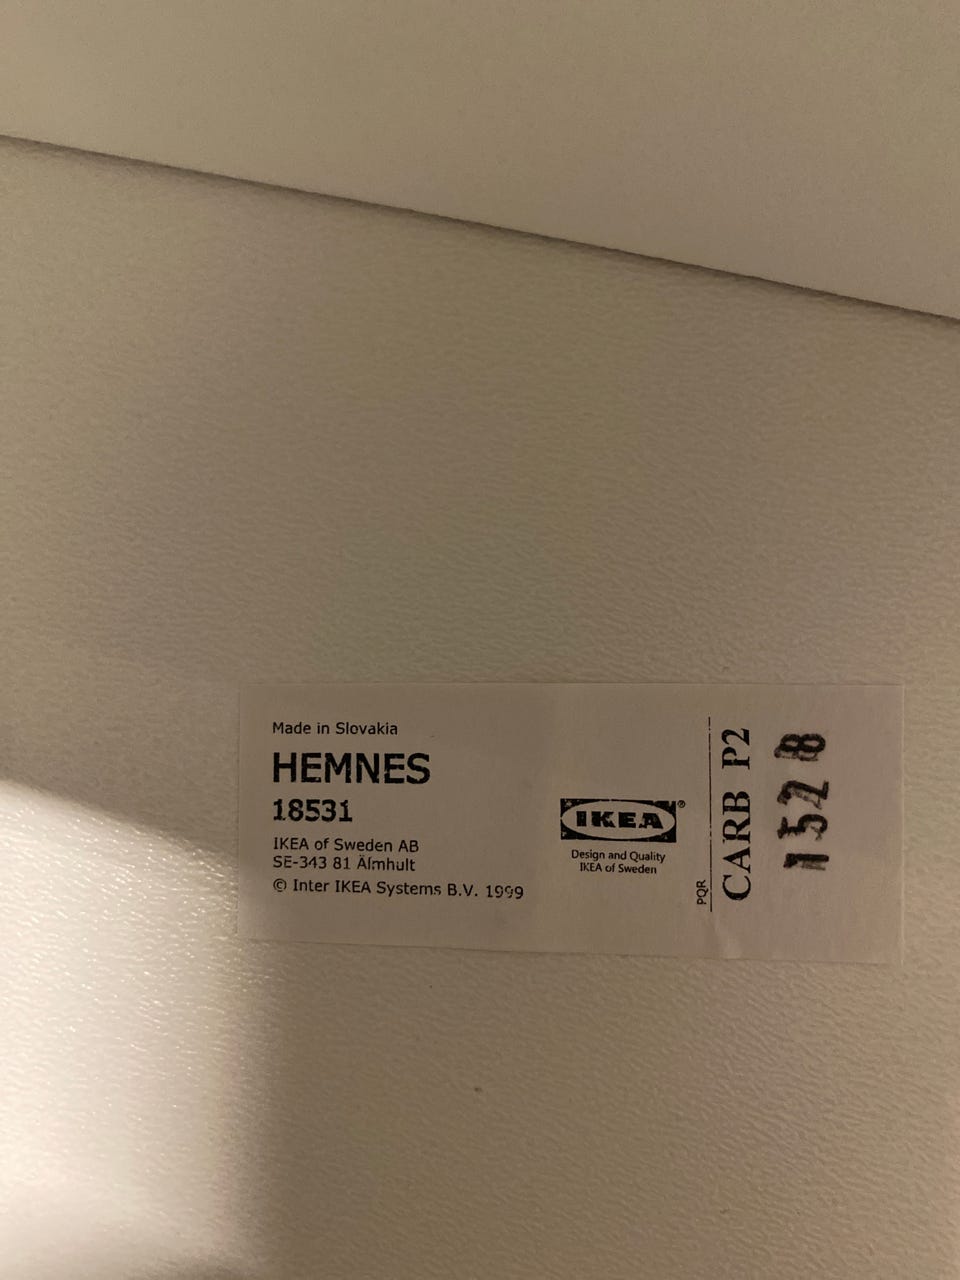 Made in Slovakia
HEMNES
18531
IKEA of Sweden AB
SE-343 81 Älmhult
© Inter IKEA Systems B.V. 1999
IKEA®
Design and Quality
IKEA of Sweden
PQR
CARB P2
1528